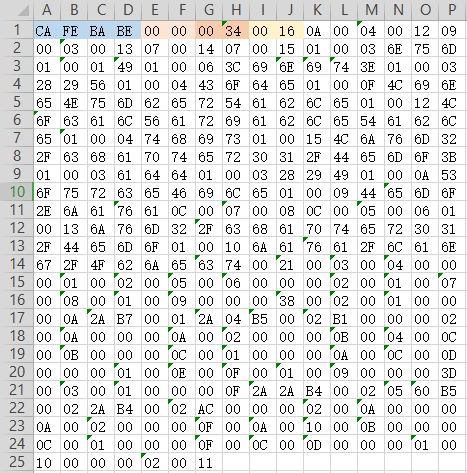 A B C D E F G H I J K L M N O P
1 CA FE BA BE 00 00 00 34 00 16 0A 00 04 00 12 09
2 00 03 00 13 07 00 14 07 00 15 01 00 03 6E 75 6D
3 01 00 01 49 01 00 06 3C 69 6E 69 74 3E 01 00 03
4 28 29 56 01 00 04 43 6F 64 65 01 00 0F 4C 69 6E
5 65 4E 75 6D 62 65 72 54 61 62 6C 65 01 00 12 4C
6 6F 63 61 6C 56 61 72 69 61 62 6C 65 54 61 62 6C
7 65 01 00 04 74 68 69 73 01 00 15 4C 6A 76 6D 32
8 2F 63 68 61 70 74 65 72 30 31 2F 44 65 6D 6F 3B
9 01 00 03 61 64 64 01 00 03 28 29 49 01 00 0A 53
10 6F 75 72 63 65 46 69 6C 65 01 00 09 44 65 6D 6F
11 2E 6A 61 76 61 0C 00 07 00 08 0C 00 05 00 06 01
12 00 13 6A 76 6D 32 2F 63 68 61 70 74 65 72 30 31
13 2F 44 65 6D 6F 01 00 10 6A 61 76 61 2F 6C 61 6E
14 67 2F 4F 62 6A 65 63 74 00 21 00 03 00 04 00 00
15 00 01 00 02 00 05 00 06 00 00 00 02 00 01 00 07
16 00 08 00 01 00 09 00 00 00 38 00 02 00 01 00 00
17 00 0A 2A B7 00 01 2A 04 B5 00 02 B1 00 00 00 02
18 00 0A 00 00 00 0A 00 02 00 00 00 0B 00 04 00 0C
19 00 0B 00 00 00 0C 00 01 00 00 00 0A 00 0C 00 0D
20 00 00 00 01 00 0E 00 0F 00 01 00 09 00 00 00 3D
21 00 03 00 01 00 00 00 0F 2A 2A B4 00 02 05 60 B5
22 00 02 2A B4 00 02 AC 00 00 00 02 00 0A 00 00 00
23 0A 00 02 00 00 00 0F 00 0A 00 10 00 0B 00 00 00
24 0C 00 01 00 00 00 0F 00 0C 00 0D 00 00 00 01 00
25 10 00 00 00 02 00 11